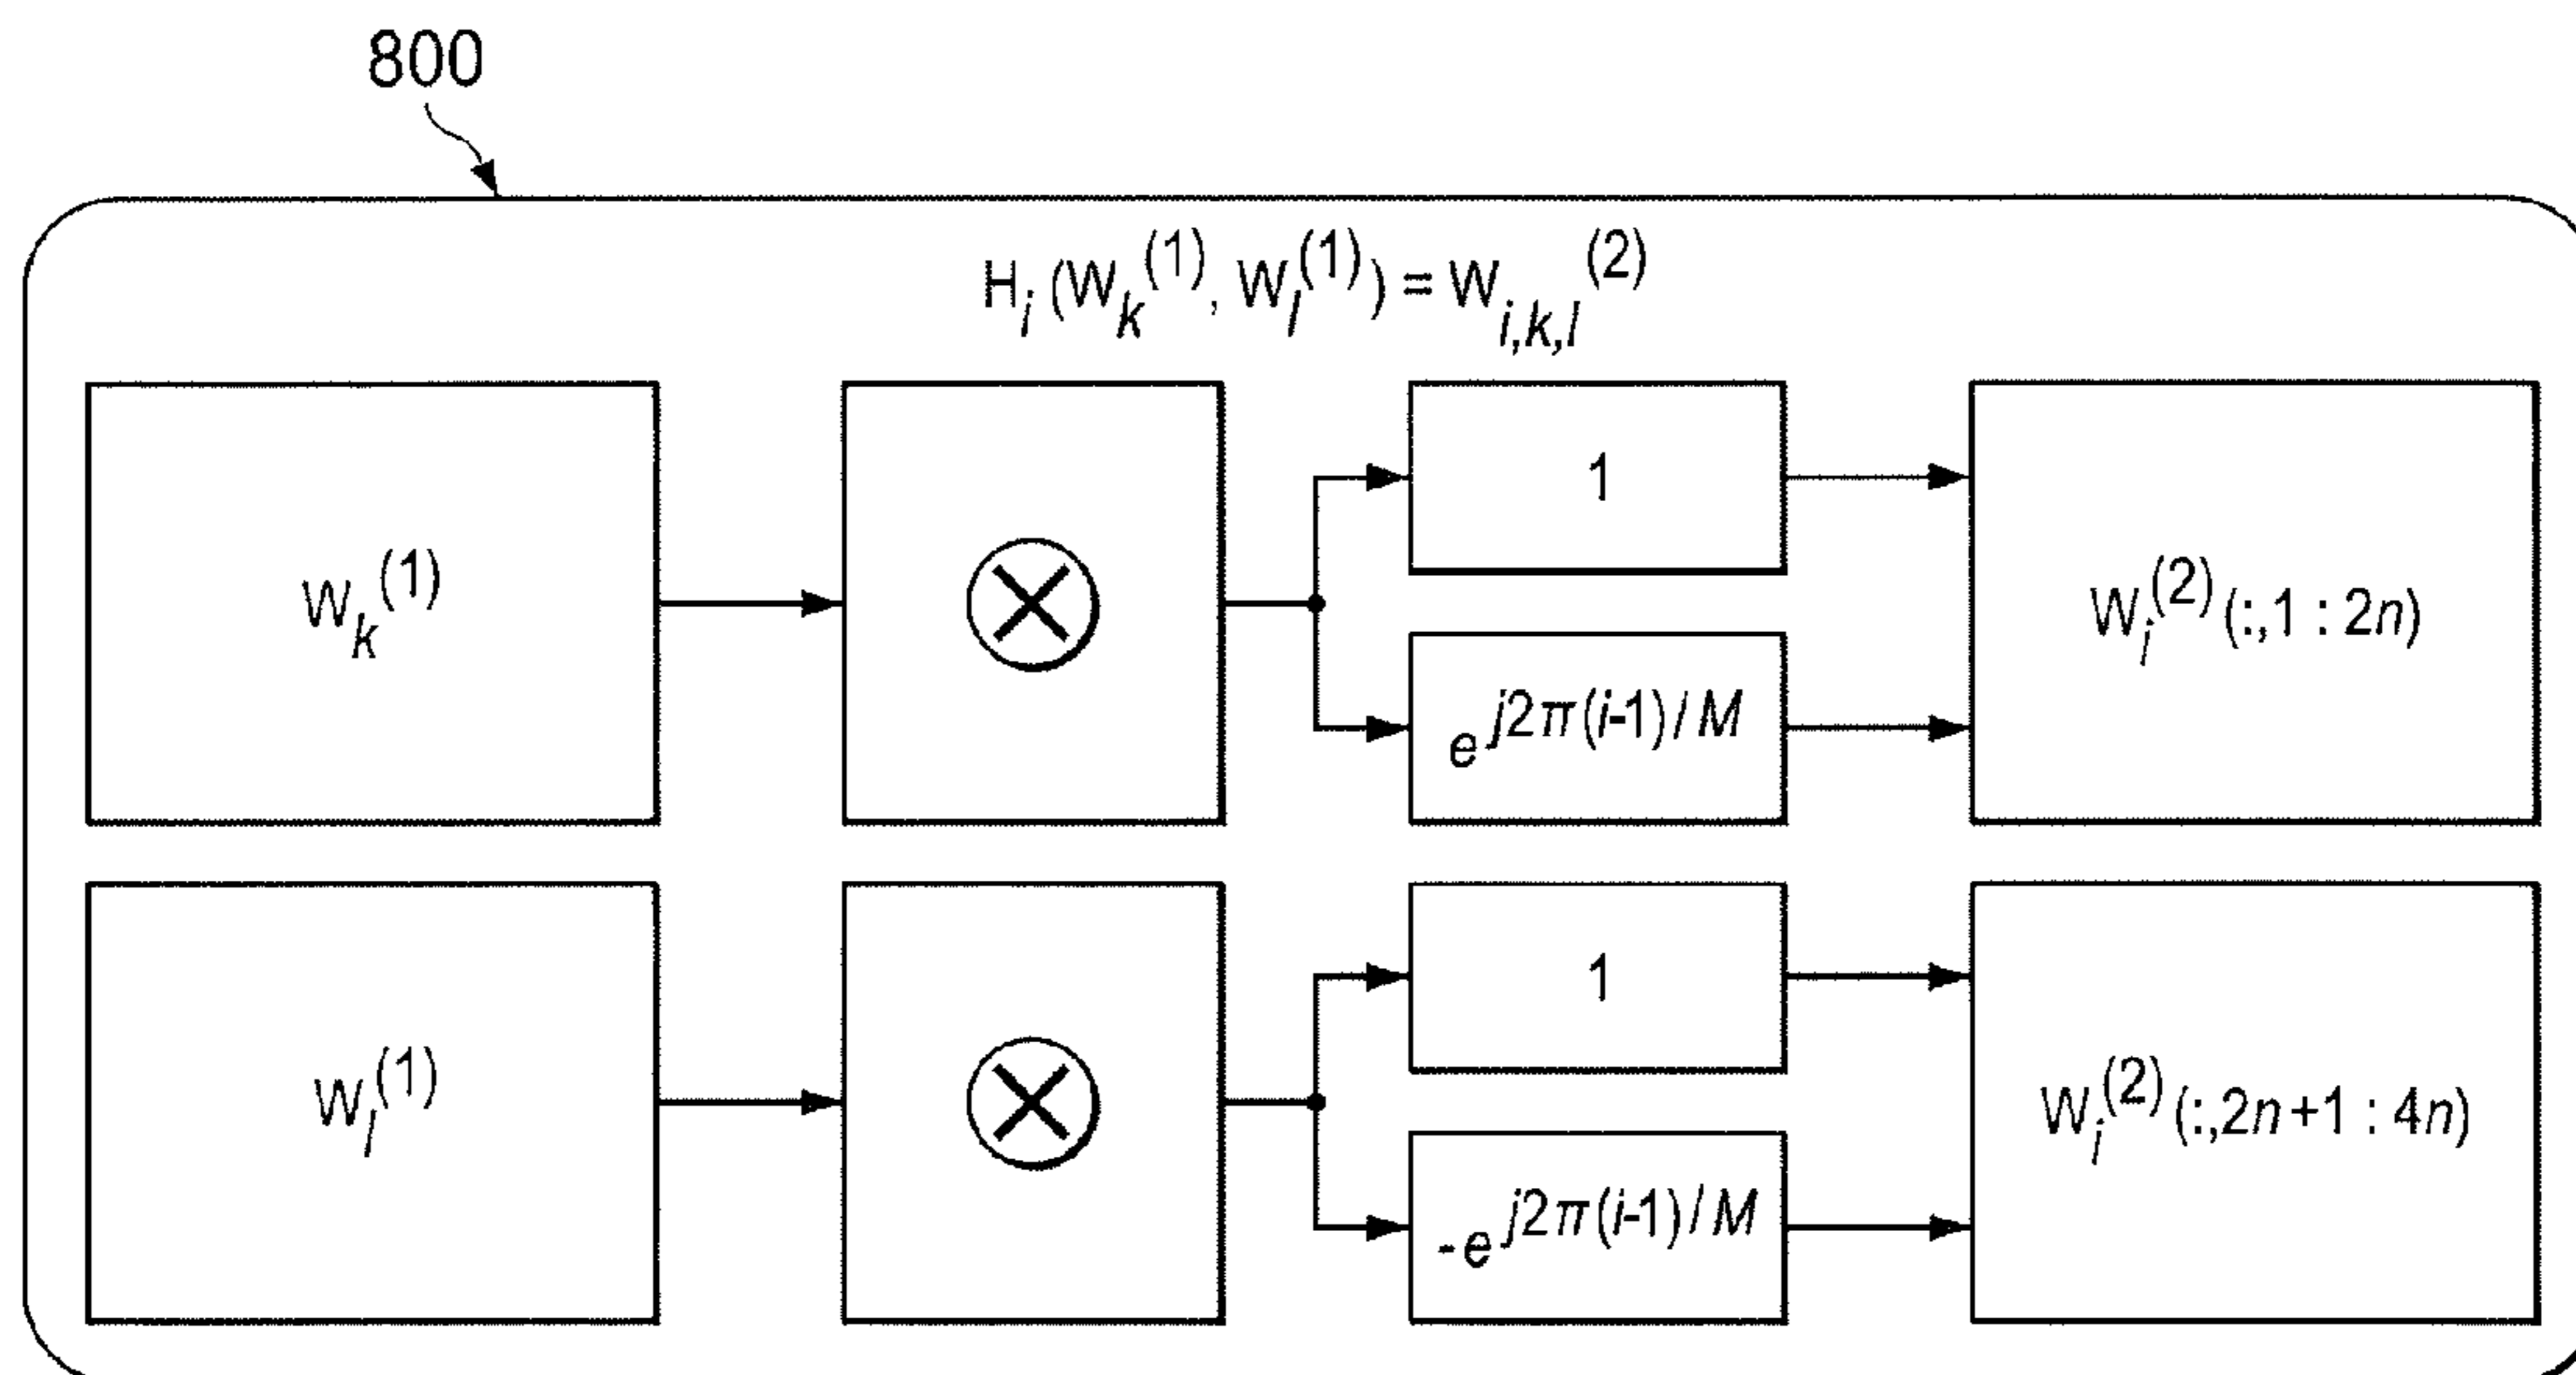 800
H_i (W_k^(1), W_l^(1)) = W_{i,k,l}^(2)
W_k^(1)
⊗
1
e^{j2π(i-1)/M}
W_i^(2) (:,1 : 2n)
W_l^(1)
⊗
1
-e^{j2π(i-1)/M}
W_i^(2) (:,2n+1 : 4n)